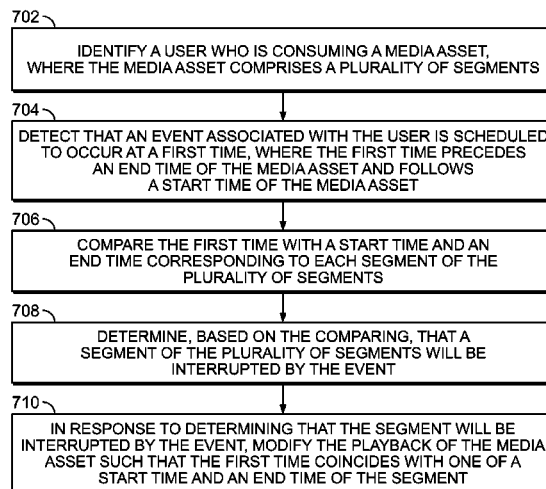 702
IDENTIFY A USER WHO IS CONSUMING A MEDIA ASSET,
WHERE THE MEDIA ASSET COMPRISES A PLURALITY OF SEGMENTS
704
DETECT THAT AN EVENT ASSOCIATED WITH THE USER IS SCHEDULED
TO OCCUR AT A FIRST TIME, WHERE THE FIRST TIME PRECEDES
AN END TIME OF THE MEDIA ASSET AND FOLLOWS
A START TIME OF THE MEDIA ASSET
706
COMPARE THE FIRST TIME WITH A START TIME AND AN
END TIME CORRESPONDING TO EACH SEGMENT OF THE
PLURALITY OF SEGMENTS
708
DETERMINE, BASED ON THE COMPARING, THAT A
SEGMENT OF THE PLURALITY OF SEGMENTS WILL BE
INTERRUPTED BY THE EVENT
710
IN RESPONSE TO DETERMINING THAT THE SEGMENT WILL BE
INTERRUPTED BY THE EVENT, MODIFY THE PLAYBACK OF THE MEDIA
ASSET SUCH THAT THE FIRST TIME COINCIDES WITH ONE OF A
START TIME AND AN END TIME OF THE SEGMENT